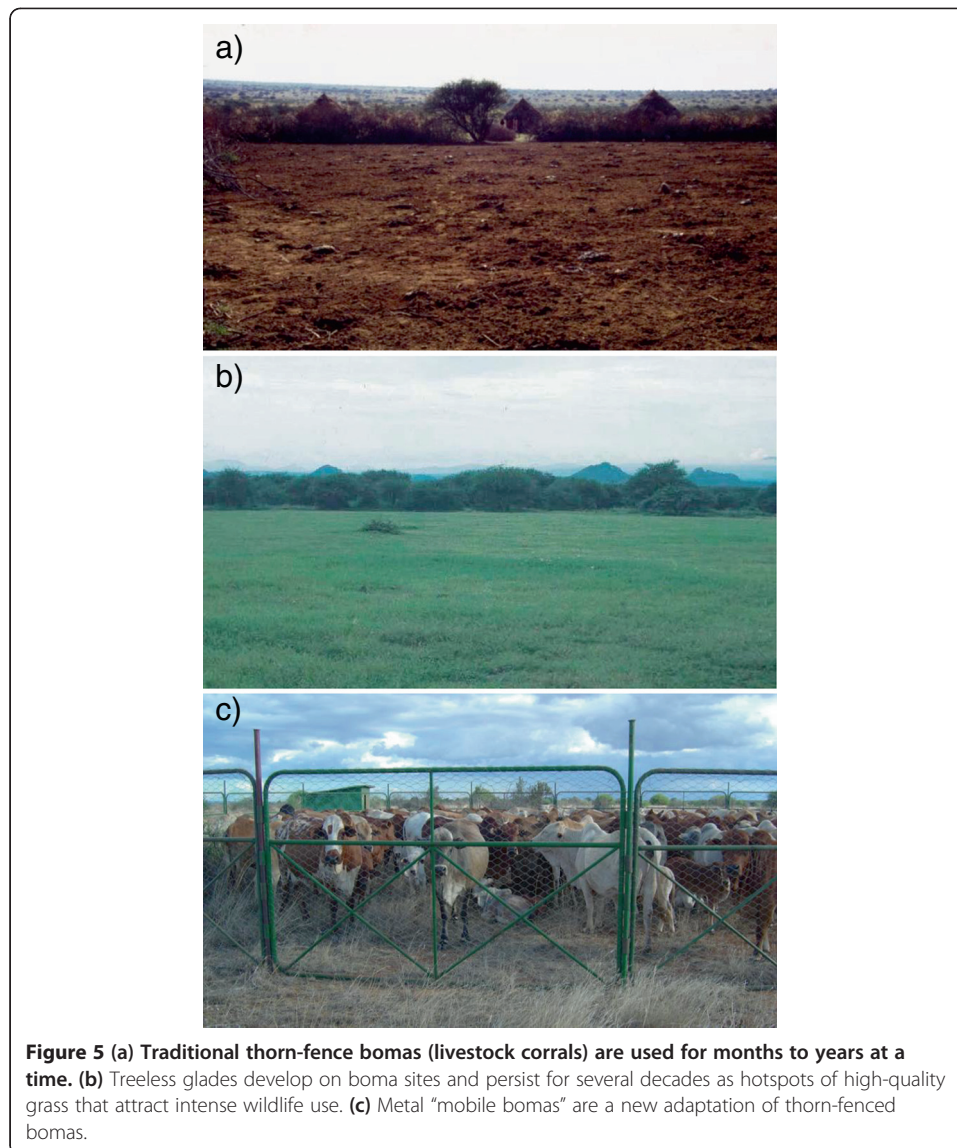 a)
b)
c)
Figure 5 (a) Traditional thorn-fence bomas (livestock corrals) are used for months to years at a
time. (b) Treeless glades develop on boma sites and persist for several decades as hotspots of high-quality
grass that attract intense wildlife use. (c) Metal “mobile bomas” are a new adaptation of thorn-fenced
bomas.